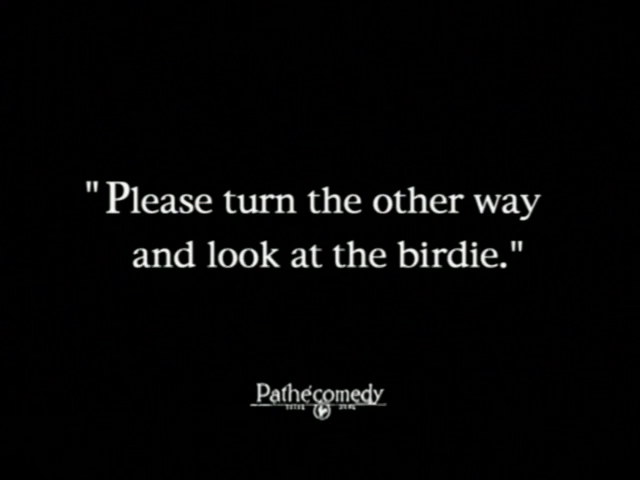 "Please turn the other way
and look at the birdie."
Pathécomedy